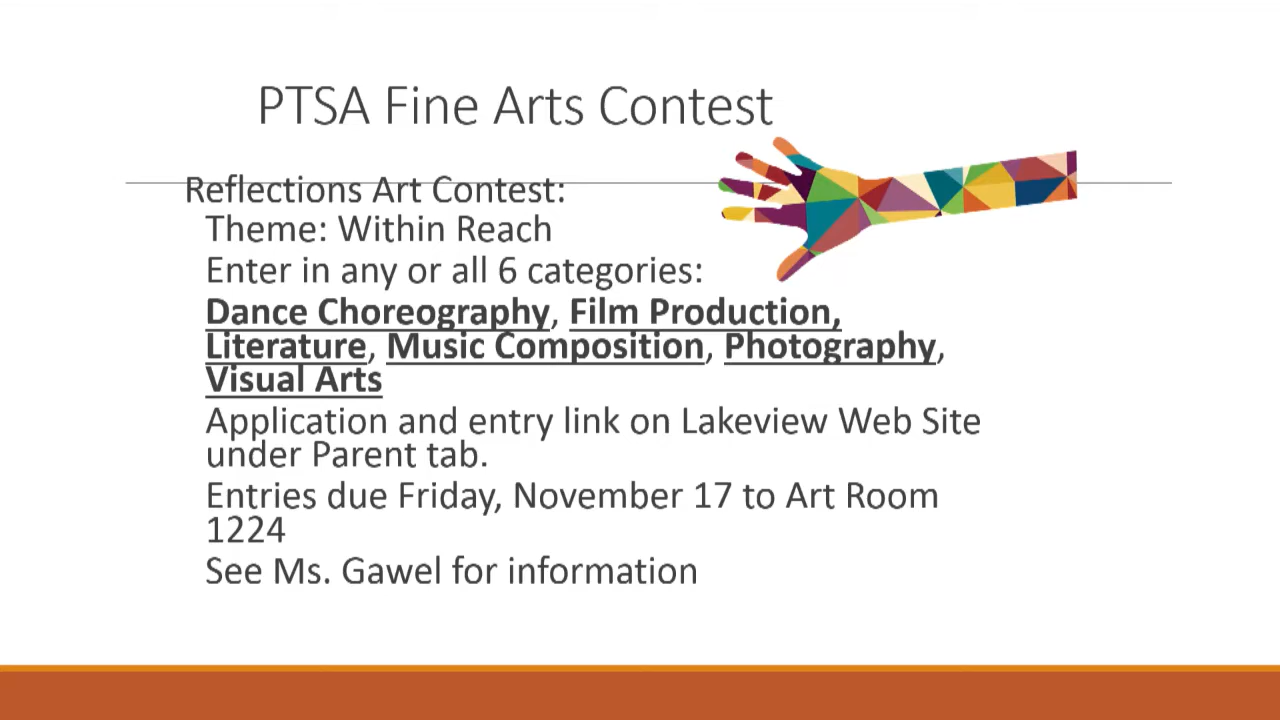 PTSA Fine Arts Contest
Reflections Art Contest:
Theme: Within Reach
Enter in any or all 6 categories:
Dance Choreography, Film Production,
Literature, Music Composition, Photography,
Visual Arts
Application and entry link on Lakeview Web Site
under Parent tab.
Entries due Friday, November 17 to Art Room
1224
See Ms. Gawel for information